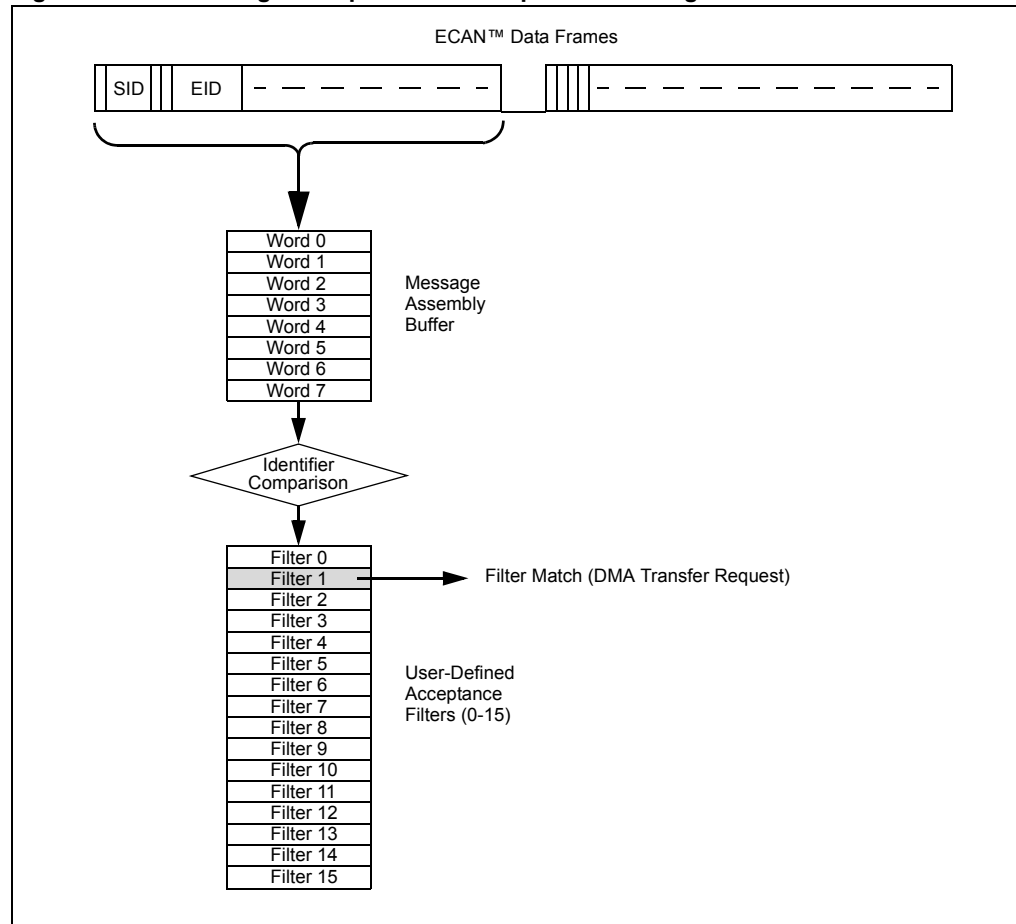 ECAN™ Data Frames
SID
EID
Word 0
Word 1
Word 2
Word 3
Word 4
Word 5
Word 6
Word 7
Message
Assembly
Buffer
Identifier
Comparison
Filter 0
Filter 1
Filter Match (DMA Transfer Request)
Filter 2
Filter 3
Filter 4
Filter 5
Filter 6
Filter 7
Filter 8
Filter 9
Filter 10
Filter 11
Filter 12
Filter 13
Filter 14
Filter 15
User-Defined
Acceptance
Filters (0-15)